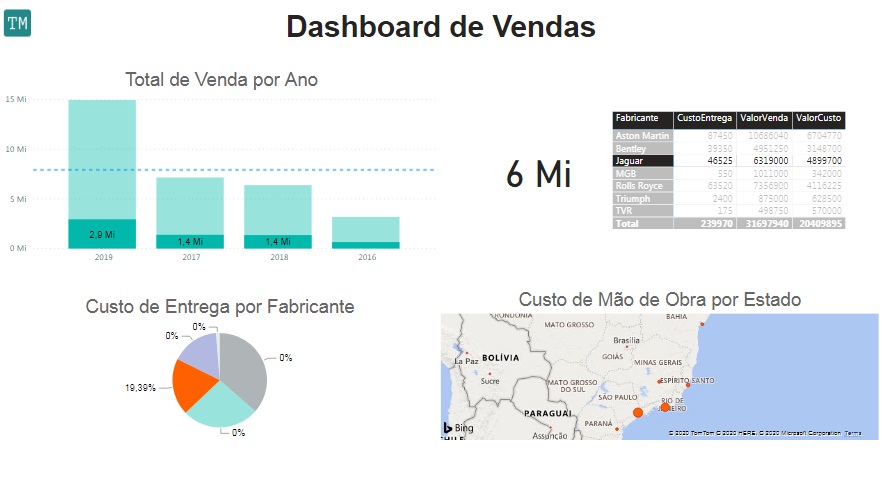 TM
Dashboard de Vendas
Total de Venda por Ano
15 Mi
10 Mi
5 Mi
0 Mi
2,9 Mi
1,4 Mi
1,4 Mi
2019 2017 2018 2016
6 Mi
Fabricante CustoEntrega ValorVenda ValorCusto
Aston Martin 87450 10686040 6704770
Bentley 39350 4951250 3148700
Jaguar 46525 6319000 4899700
MGB 550 1011000 342000
Rolls Royce 63520 7356900 4116225
Triumph 2400 875000 628500
TVR 175 498750 570000
Total 239970 31697940 20409895
Custo de Entrega por Fabricante
0%
0%
0%
19,39%
0%
Custo de Mão de Obra por Estado
RONDÔNIA
BAHIA
MATO GROSSO
Brasília
La Paz
BOLÍVIA
GOIÁS
MINAS GERAIS
Sucre
MATO GROSSO
DO SUL
ESPÍRITO SANTO
SÃO PAULO
RIO DE
JANEIRO
PARAGUAI
PARANÁ
Bing
Assunção
CHILE
© 2020 TomTom © 2020 HERE, © 2020 Microsoft Corporation Terms